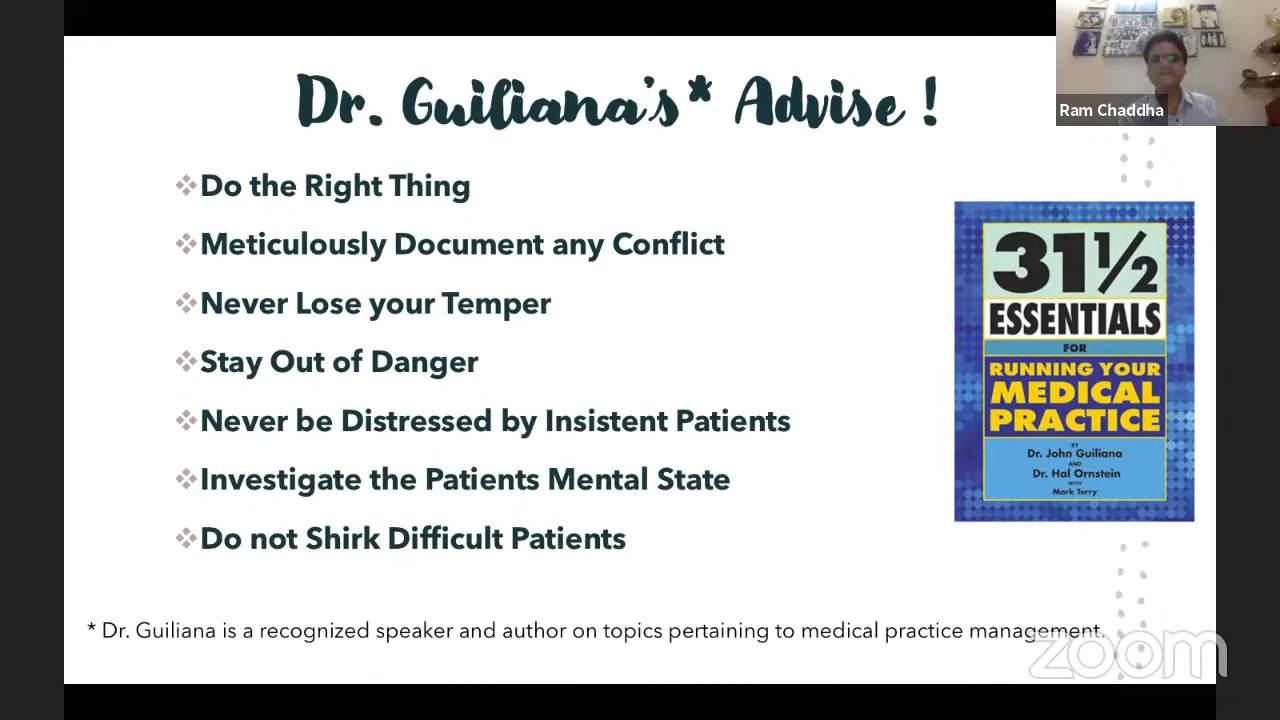 Dr. Guiliana's* Advise !
Ram Chaddha
❖Do the Right Thing
❖Meticulously Document any Conflict
❖Never Lose your Temper
❖Stay Out of Danger
❖Never be Distressed by Insistent Patients
❖Investigate the Patients Mental State
❖Do not Shirk Difficult Patients
31½
ESSENTIALS
FOR
RUNNING YOUR
MEDICAL
PRACTICE
BY
Dr. John Guiliana
AND
Dr. Hal Ornstein
WITH
Mark Terry
* Dr. Guiliana is a recognized speaker and author on topics pertaining to medical practice management.
zoom